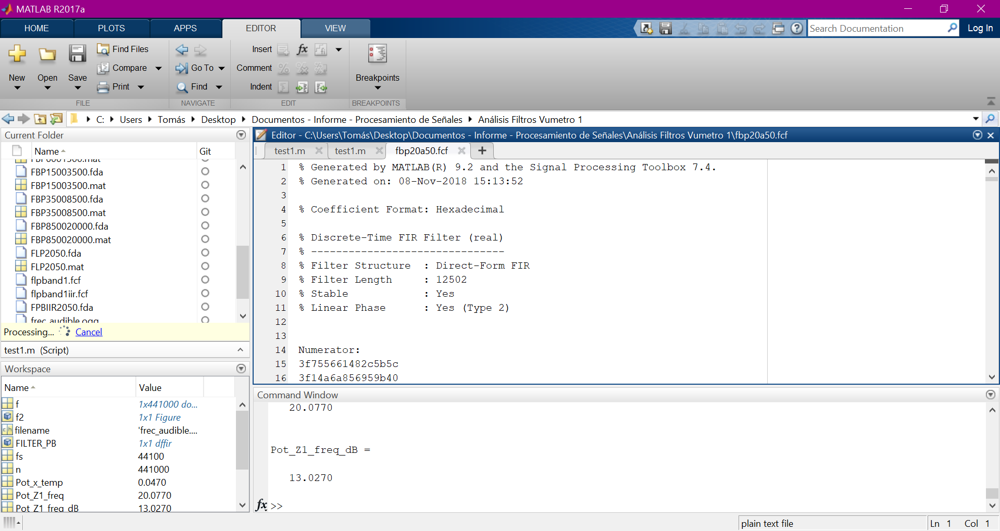 MATLAB R2017a
HOME PLOTS APPS EDITOR VIEW
Search Documentation
Log In
New
Open
Save
Find Files
Compare
Print
FILE
Go To
Find
NAVIGATE
Insert
Comment
Indent
EDIT
Breakpoints
BREAKPOINTS
C: Users Tomás Desktop Documentos - Informe - Procesamiento de Señales Análisis Filtros Vumetro 1
Current Folder
Name Git
FBP15003500.fda
FBP15003500.mat
FBP35008500.fda
FBP35008500.mat
FBP850020000.fda
FBP850020000.mat
FLP2050.fda
FLP2050.mat
flpband1.fcf
flpband1iir.fcf
FPBIIR2050.fda
frec_audible.ogg
Processing... Cancel
test1.m (Script)
Workspace
Name Value
f 1x441000 do...
f2 1x1 Figure
filename 'frec_audible....
FILTER_PB 1x1 dffir
fs 44100
n 441000
Pot_x_temp 0.0470
Pot_Z1_freq 20.0770
Pot_Z1_freq_dB 13.0270
Editor - C:\Users\Tomás\Desktop\Documentos - Informe - Procesamiento de Señales\Análisis Filtros Vumetro 1\fbp20a50.fcf
test1.m test1.m fbp20a50.fcf
1 % Generated by MATLAB(R) 9.2 and the Signal Processing Toolbox 7.4.
2 % Generated on: 08-Nov-2018 15:13:52
3
4 % Coefficient Format: Hexadecimal
5
6 % Discrete-Time FIR Filter (real)
7 % -------------------------------
8 % Filter Structure : Direct-Form FIR
9 % Filter Length : 12502
10 % Stable : Yes
11 % Linear Phase : Yes (Type 2)
12
13
14 Numerator:
15 3f755661482c5b5c
16 3f14a6a856959b40
Command Window
20.0770
Pot_Z1_freq_dB =
13.0270
fx >>
plain text file
Ln 1 Col 1